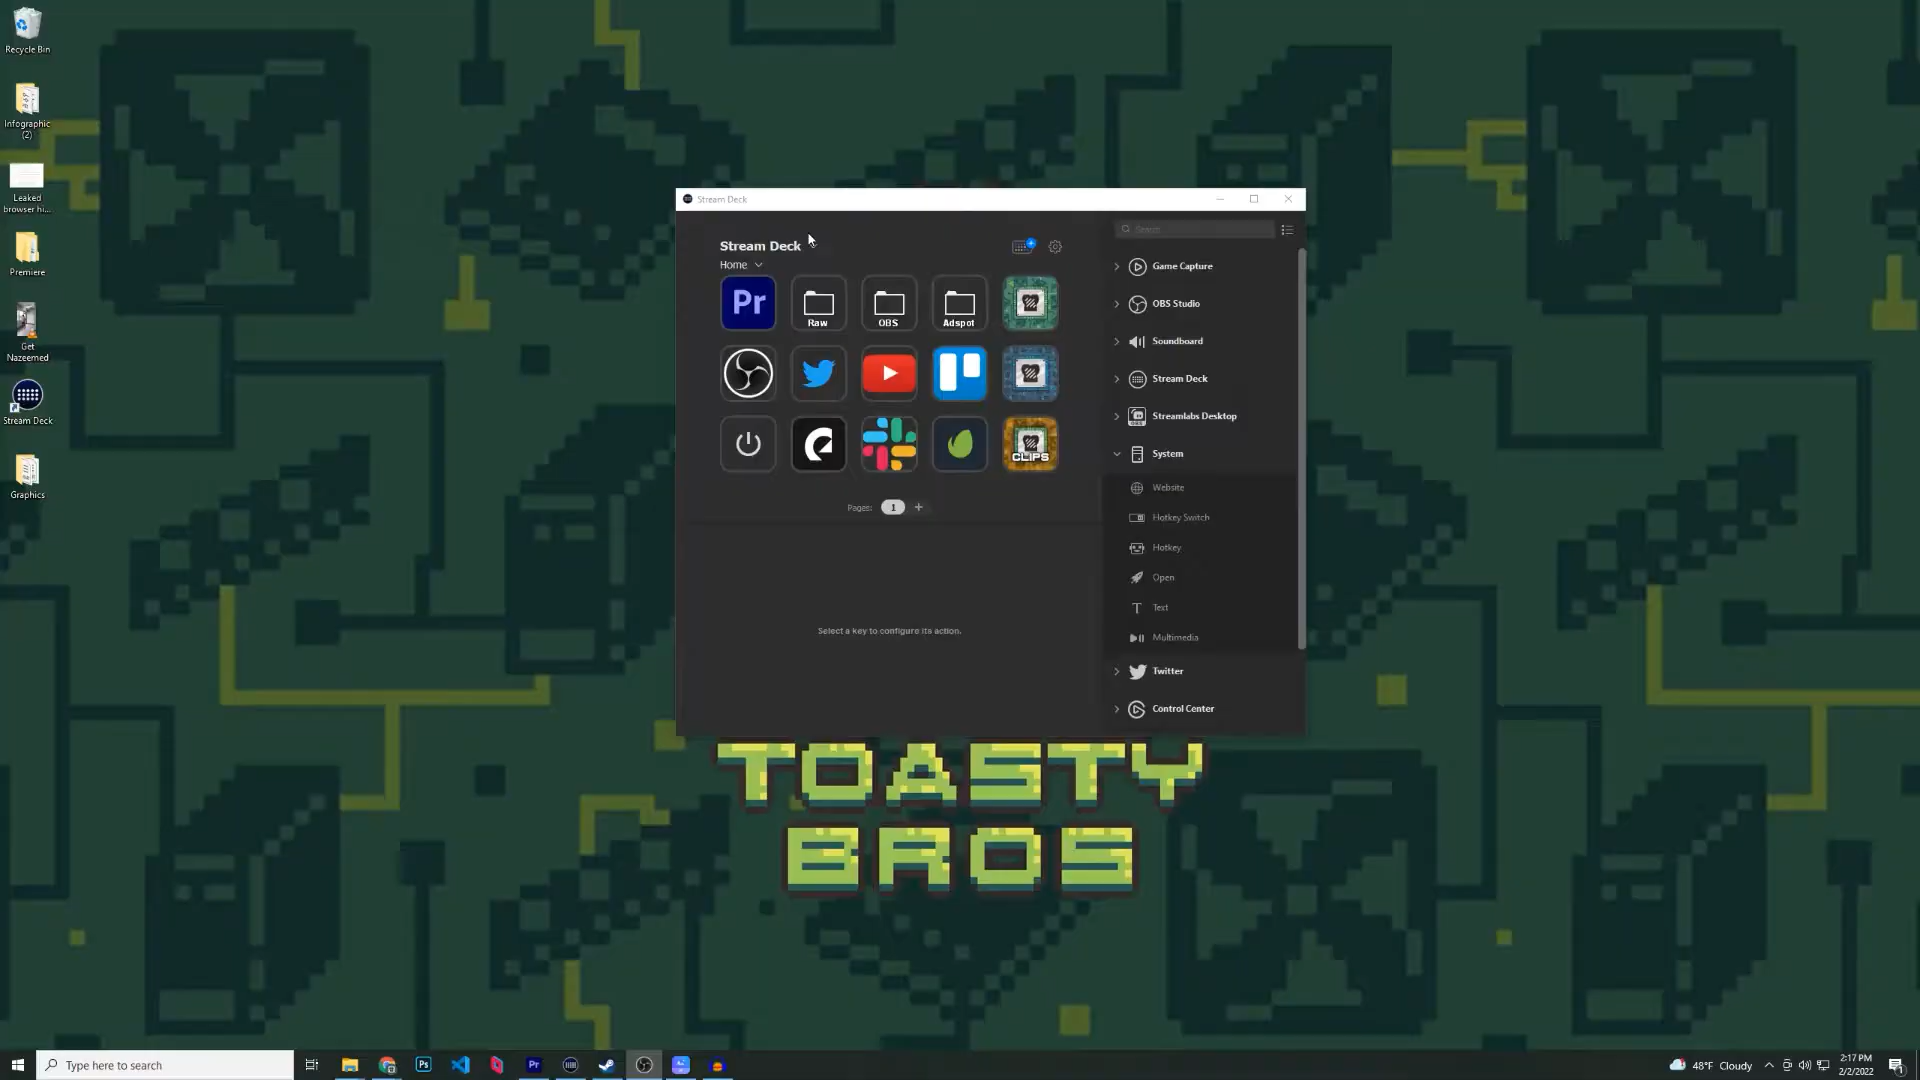 Recycle Bin
Infographic
(2)
Leaked
browser hi...
Premiere
Get
Nazeemed
Stream Deck
Graphics
Stream Deck
Stream Deck
Home
Pr
Raw
OBS
Adspot
CLIPS
Pages:
1
+
Select a key to configure its action.
Search
Game Capture
OBS Studio
Soundboard
Stream Deck
Streamlabs Desktop
System
Website
Hotkey Switch
Hotkey
Open
T Text
Multimedia
Twitter
Control Center
TOASTY
BROS
Type here to search
Ps
Pr
48°F Cloudy
2:17 PM
2/2/2022